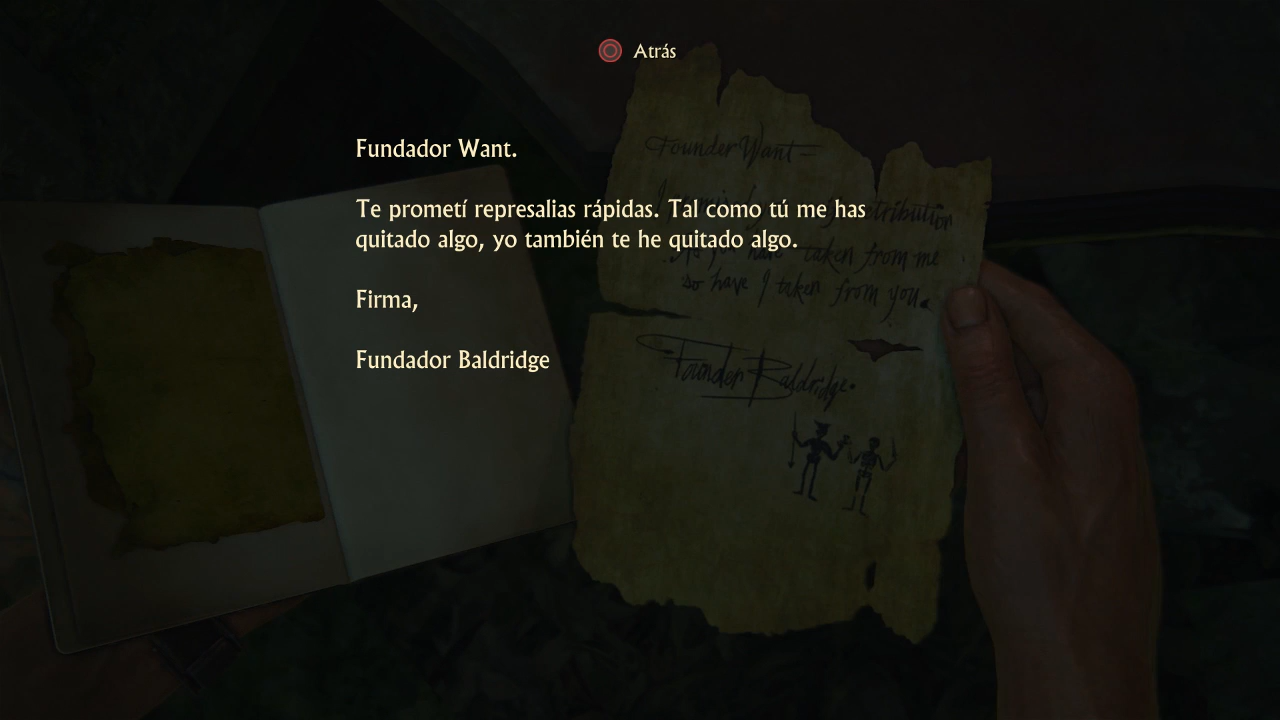 Atrás
Fundador Want.
Te prometí represalias rápidas. Tal como tú me has
quitado algo, yo también te he quitado algo.
Firma,
Fundador Baldridge
Founder Want —
I
tribution
As you have taken from me
so have I taken from you.
Founder Baldridge.